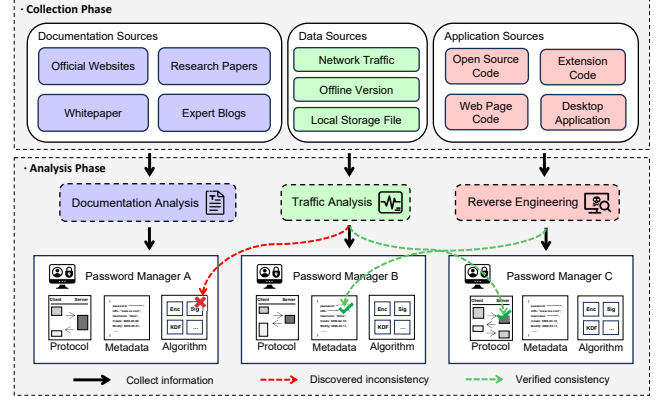 · Collection Phase
Documentation Sources
Data Sources
Application Sources
Official Websites
Research Papers
Whitepaper
Expert Blogs
Network Traffic
Offline Version
Local Storage File
Open Source Code
Extension Code
Web Page Code
Desktop Application
· Analysis Phase
Documentation Analysis
Traffic Analysis
Reverse Engineering
Password Manager A
Client Server
Enc Sig
KDF ...
Protocol Metadata Algorithm
Password Manager B
Client Server
Enc Sig
KDF ...
Protocol Metadata Algorithm
Password Manager C
Client Server
Enc Sig
KDF ...
Protocol Metadata Algorithm
Collect information
Discovered inconsistency
Verified consistency